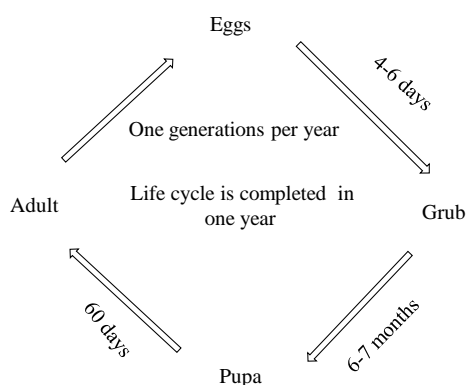 Eggs
4-6 days
One generations per year
Life cycle is completed in
one year
Adult
Grub
60 days
6-7 months
Pupa